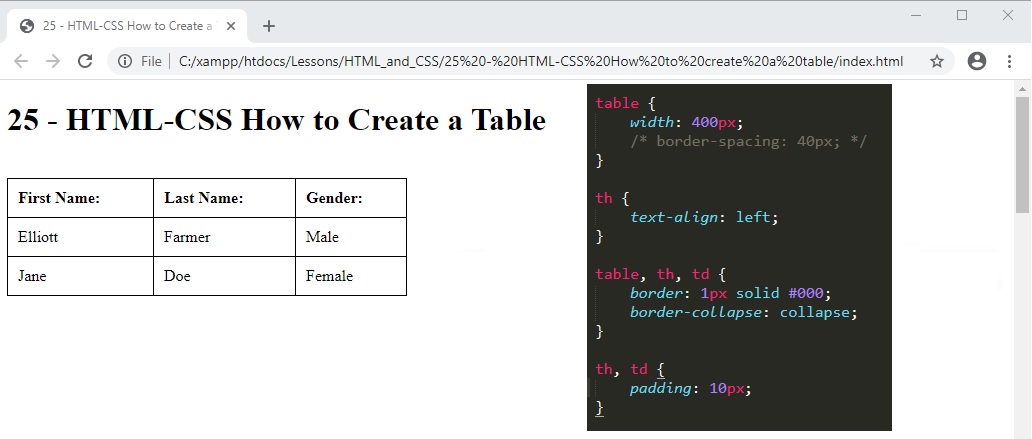 25 - HTML-CSS How to Create a
File | C:/xampp/htdocs/Lessons/HTML_and_CSS/25%20-%20HTML-CSS%20How%20to%20create%20a%20table/index.html
25 - HTML-CSS How to Create a Table
First Name: Last Name: Gender:
Elliott Farmer Male
Jane Doe Female
table {
width: 400px;
/* border-spacing: 40px; */
}
th {
text-align: left;
}
table, th, td {
border: 1px solid #000;
border-collapse: collapse;
}
th, td {
padding: 10px;
}